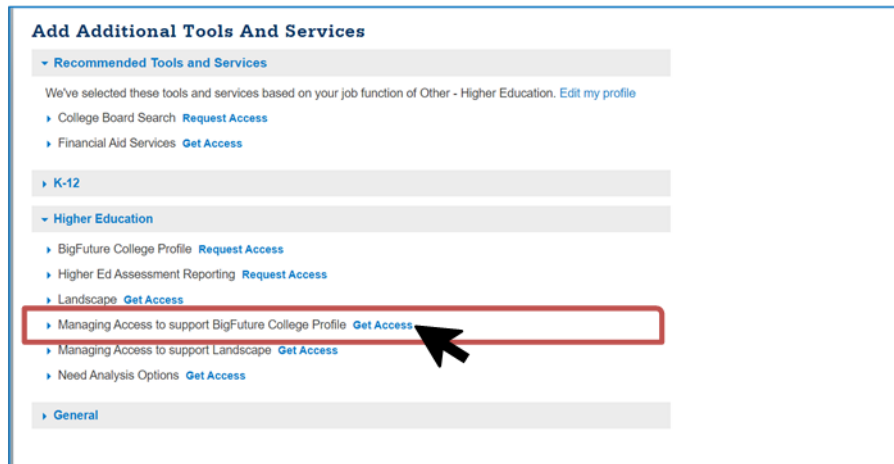 Add Additional Tools And Services
Recommended Tools and Services
We've selected these tools and services based on your job function of Other - Higher Education. Edit my profile
College Board Search Request Access
Financial Aid Services Get Access
K-12
Higher Education
BigFuture College Profile Request Access
Higher Ed Assessment Reporting Request Access
Landscape Get Access
Managing Access to support BigFuture College Profile Get Access
Managing Access to support Landscape Get Access
Need Analysis Options Get Access
General